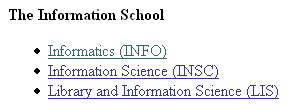 The Information School
Informatics (INFO)
Information Science (INSC)
Library and Information Science (LIS)